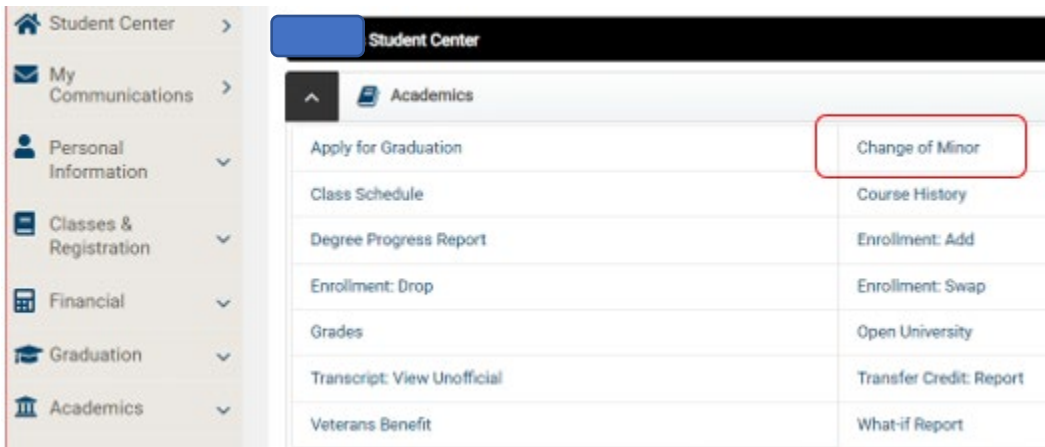 Student Center
My
Communications
Personal
Information
Classes &
Registration
Financial
Graduation
Academics
Student Center
Academics
Apply for Graduation
Change of Minor
Class Schedule
Course History
Degree Progress Report
Enrollment: Add
Enrollment: Drop
Enrollment: Swap
Grades
Open University
Transcript: View Unofficial
Transfer Credit: Report
Veterans Benefit
What-if Report